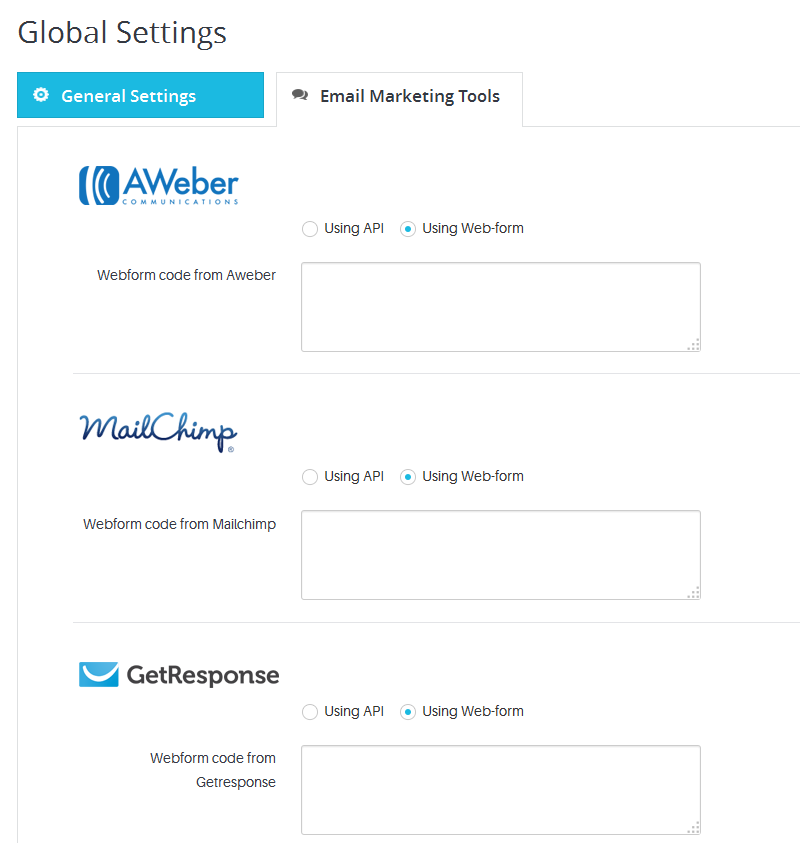 Global Settings
General Settings
Email Marketing Tools
AWeber
COMMUNICATIONS
Using API
Using Web-form
Webform code from Aweber
MailChimp®
Using API
Using Web-form
Webform code from Mailchimp
GetResponse
Using API
Using Web-form
Webform code from
Getresponse